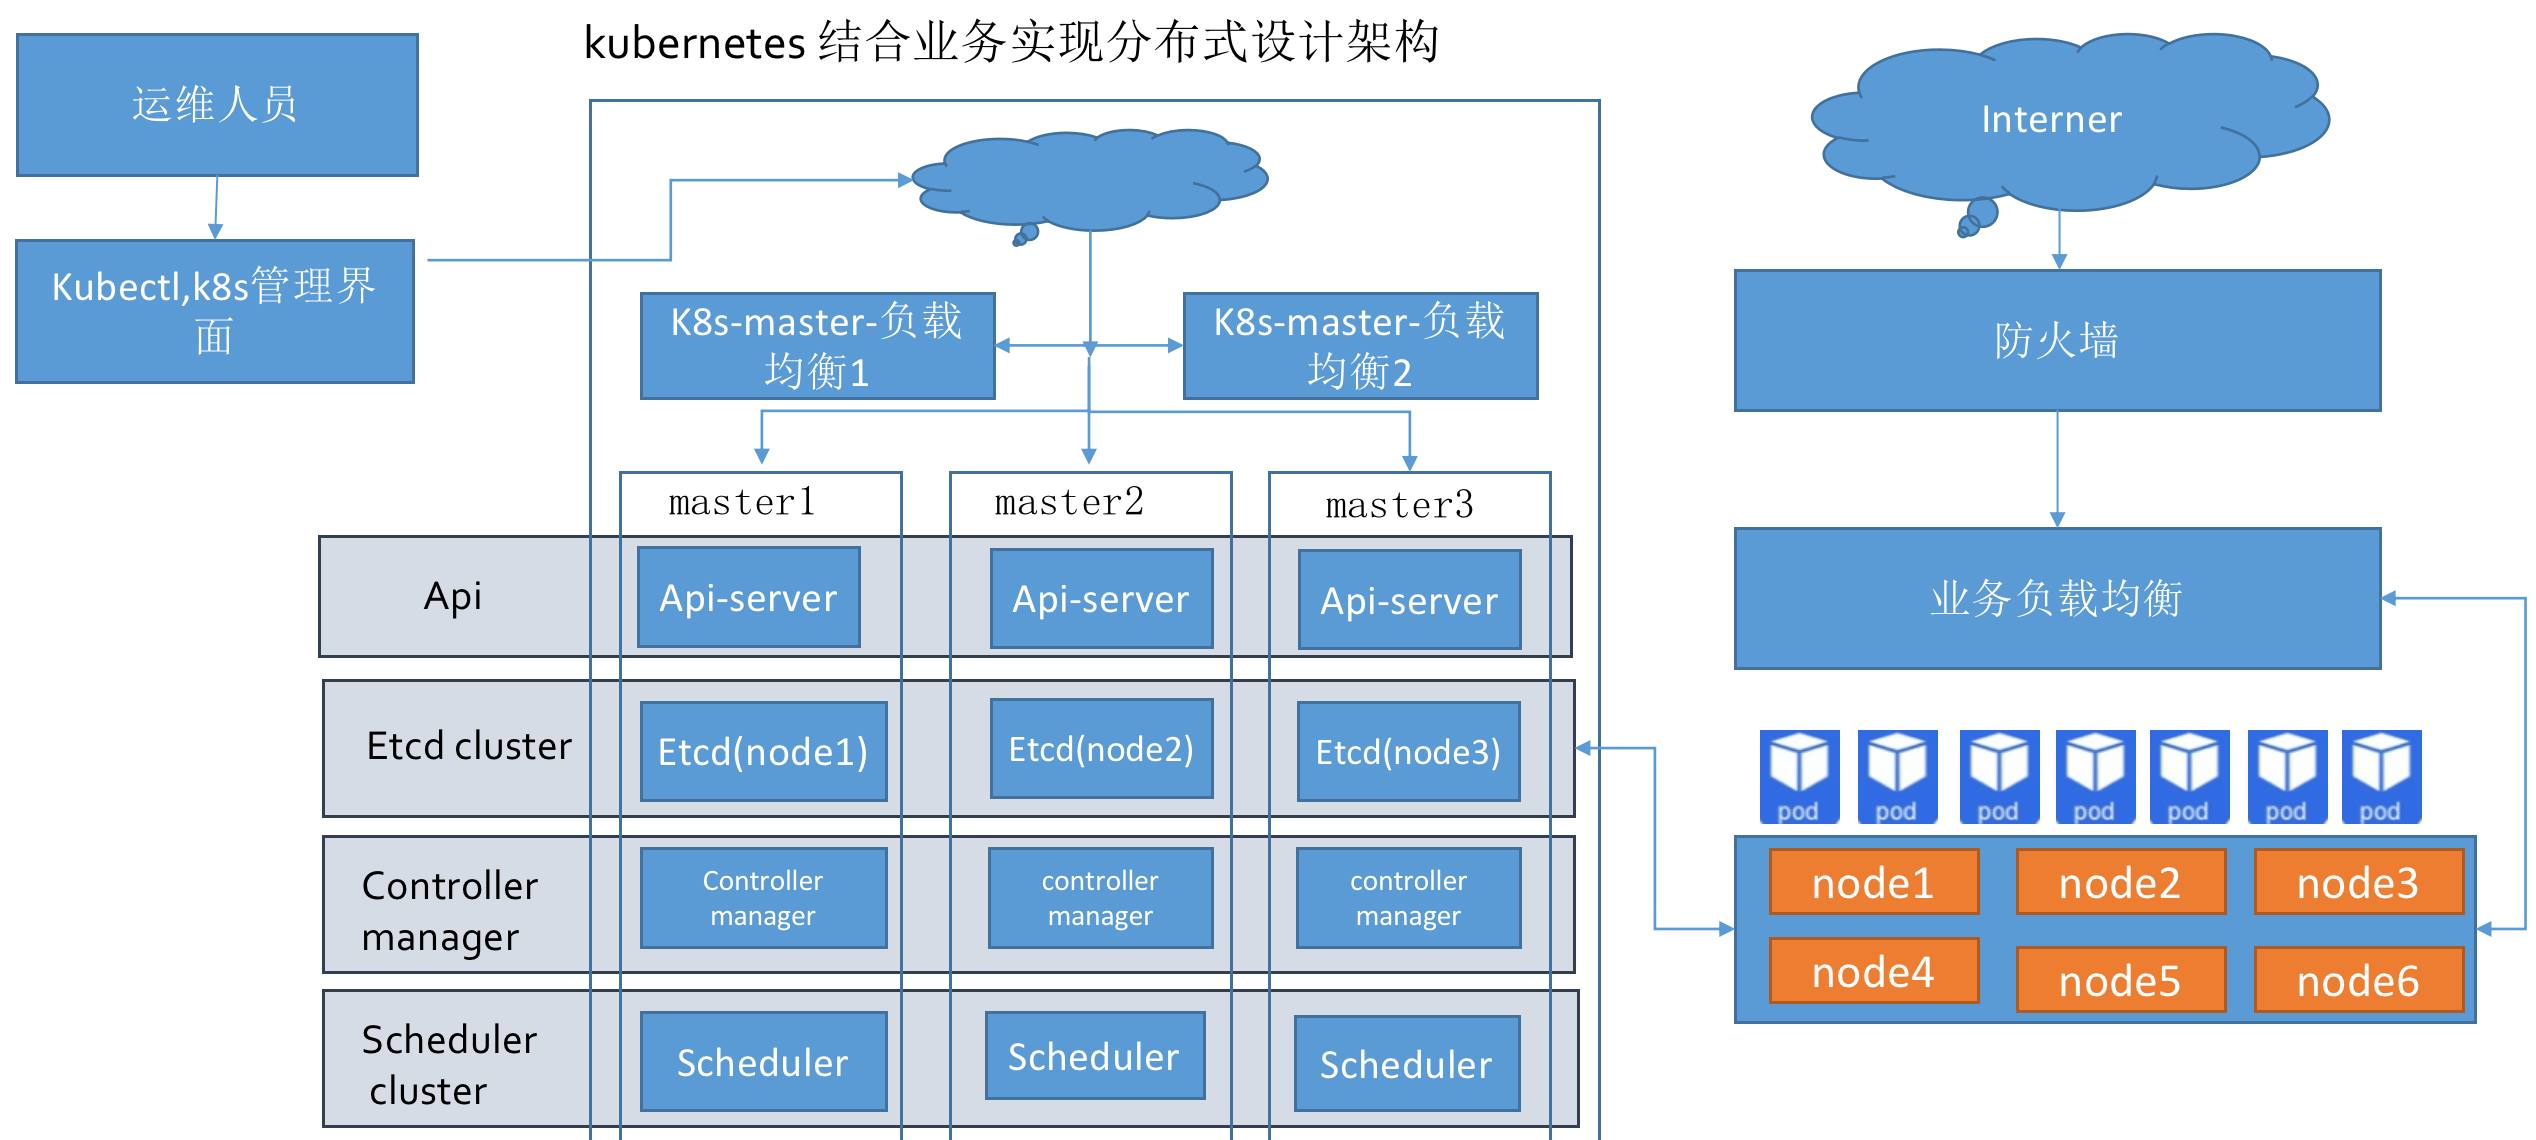 kubernetes 结合业务实现分布式设计架构
运维人员
Kubectl,k8s管理界
面
K8s-master-负载
均衡1
K8s-master-负载
均衡2
master1
master2
master3
Api
Api-server
Api-server
Api-server
Etcd cluster
Etcd(node1)
Etcd(node2)
Etcd(node3)
Controller
manager
Controller
manager
controller
manager
controller
manager
Scheduler
cluster
Scheduler
Scheduler
Scheduler
Interner
防火墙
业务负载均衡
pod
pod
pod
pod
pod
pod
pod
node1
node2
node3
node4
node5
node6